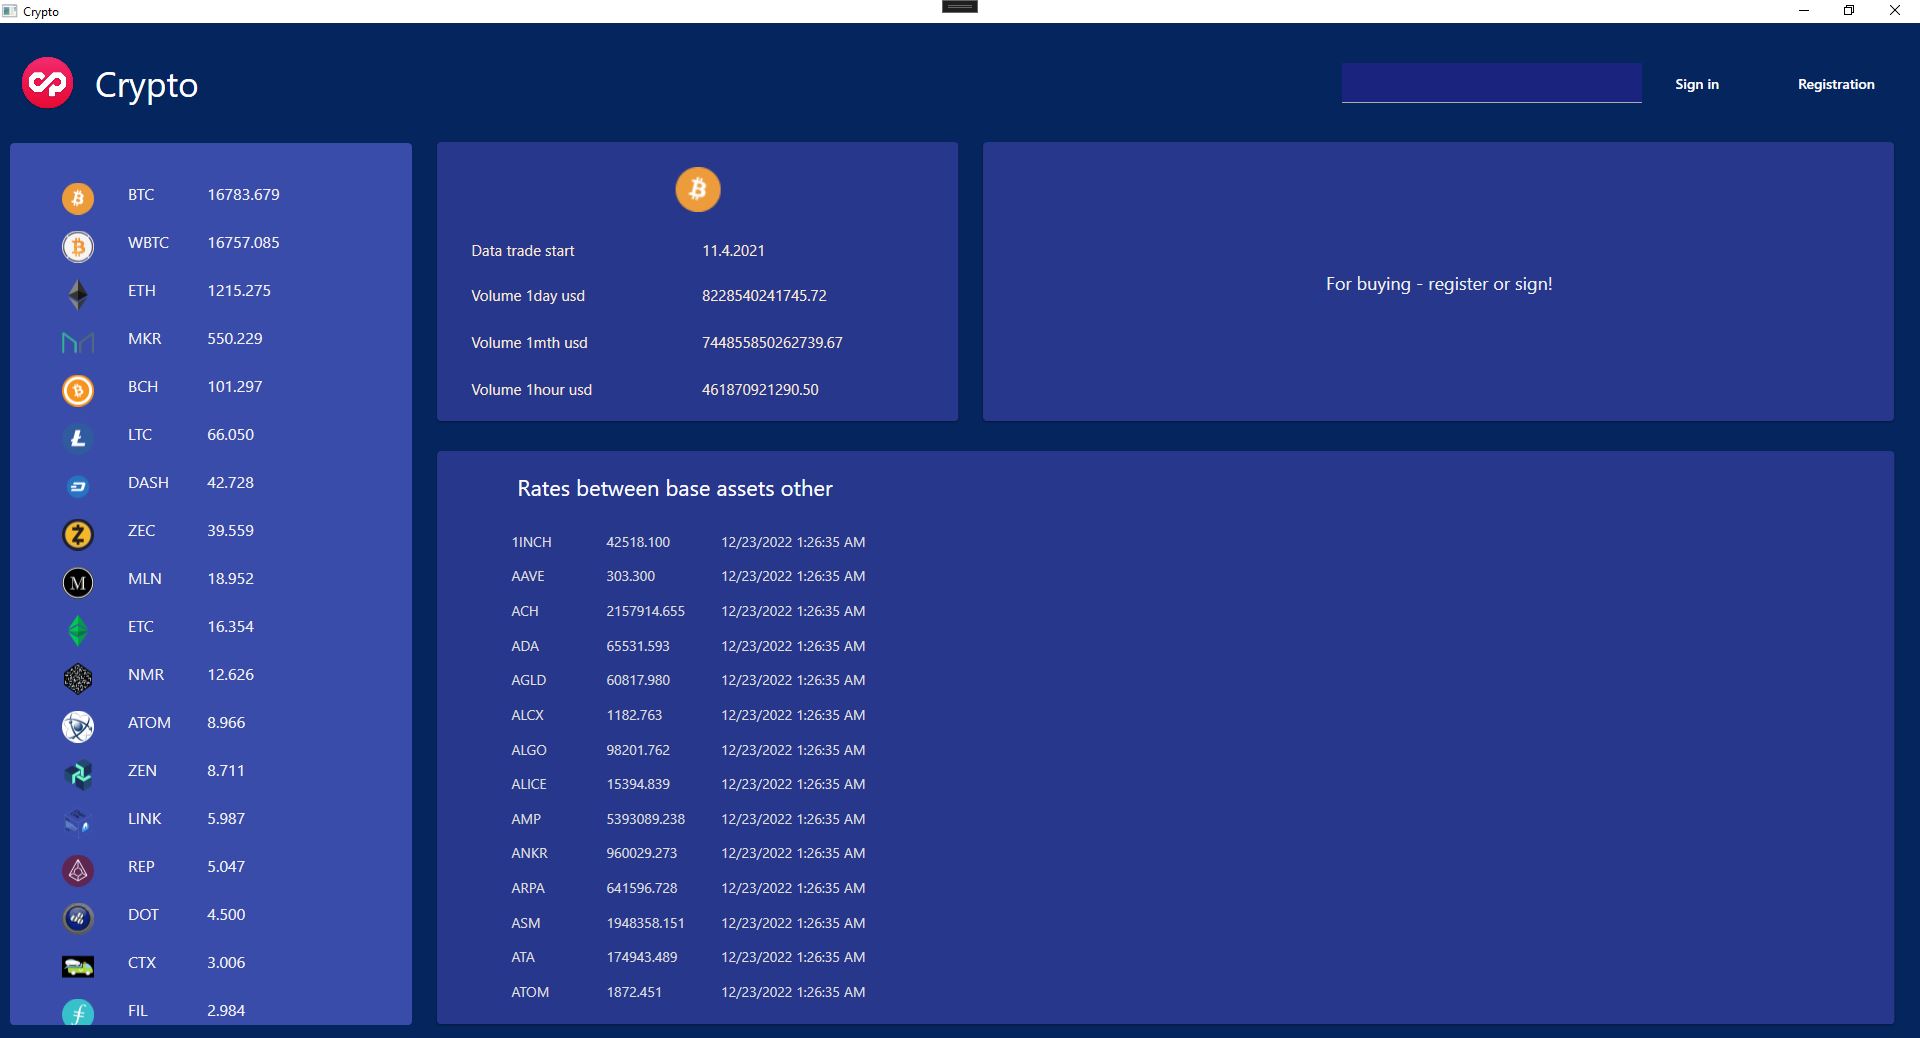 Crypto
Crypto
Sign in
Registration
BTC 16783.679
WBTC 16757.085
ETH 1215.275
MKR 550.229
BCH 101.297
LTC 66.050
DASH 42.728
ZEC 39.559
MLN 18.952
ETC 16.354
NMR 12.626
ATOM 8.966
ZEN 8.711
LINK 5.987
REP 5.047
DOT 4.500
CTX 3.006
FIL 2.984
Data trade start 11.4.2021
Volume 1day usd 8228540241745.72
Volume 1mth usd 744855850262739.67
Volume 1hour usd 461870921290.50
For buying - register or sign!
Rates between base assets other
1INCH 42518.100 12/23/2022 1:26:35 AM
AAVE 303.300 12/23/2022 1:26:35 AM
ACH 2157914.655 12/23/2022 1:26:35 AM
ADA 65531.593 12/23/2022 1:26:35 AM
AGLD 60817.980 12/23/2022 1:26:35 AM
ALCX 1182.763 12/23/2022 1:26:35 AM
ALGO 98201.762 12/23/2022 1:26:35 AM
ALICE 15394.839 12/23/2022 1:26:35 AM
AMP 5393089.238 12/23/2022 1:26:35 AM
ANKR 960029.273 12/23/2022 1:26:35 AM
ARPA 641596.728 12/23/2022 1:26:35 AM
ASM 1948358.151 12/23/2022 1:26:35 AM
ATA 174943.489 12/23/2022 1:26:35 AM
ATOM 1872.451 12/23/2022 1:26:35 AM